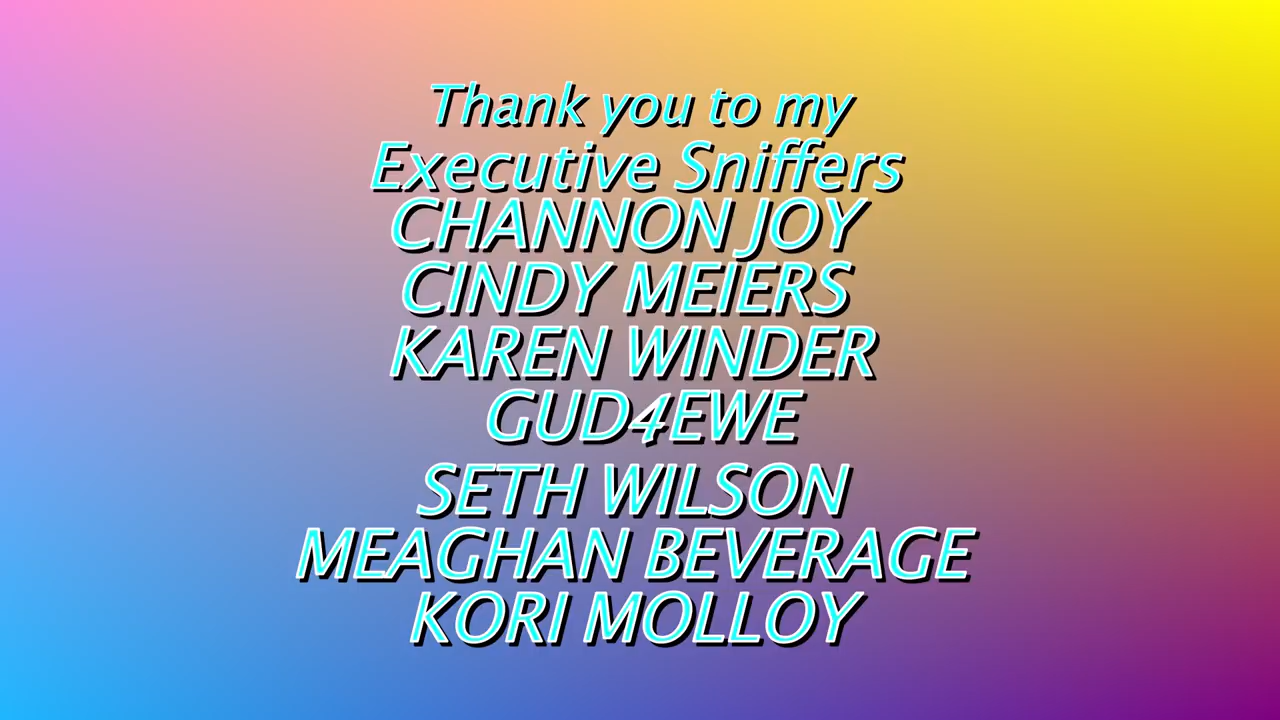 Thank you to my
Executive Sniffers
CHANNON JOY
CINDY MEIERS
KAREN WINDER
GUD4EWE
SETH WILSON
MEAGHAN BEVERAGE
KORI MOLLOY